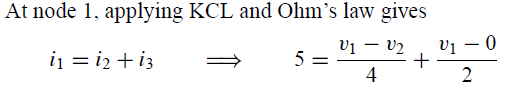 At node 1, applying KCL and Ohm’s law gives
i₁ = i₂ + i₃ ⟹ 5 = (v₁ − v₂)/4 + (v₁ − 0)/2